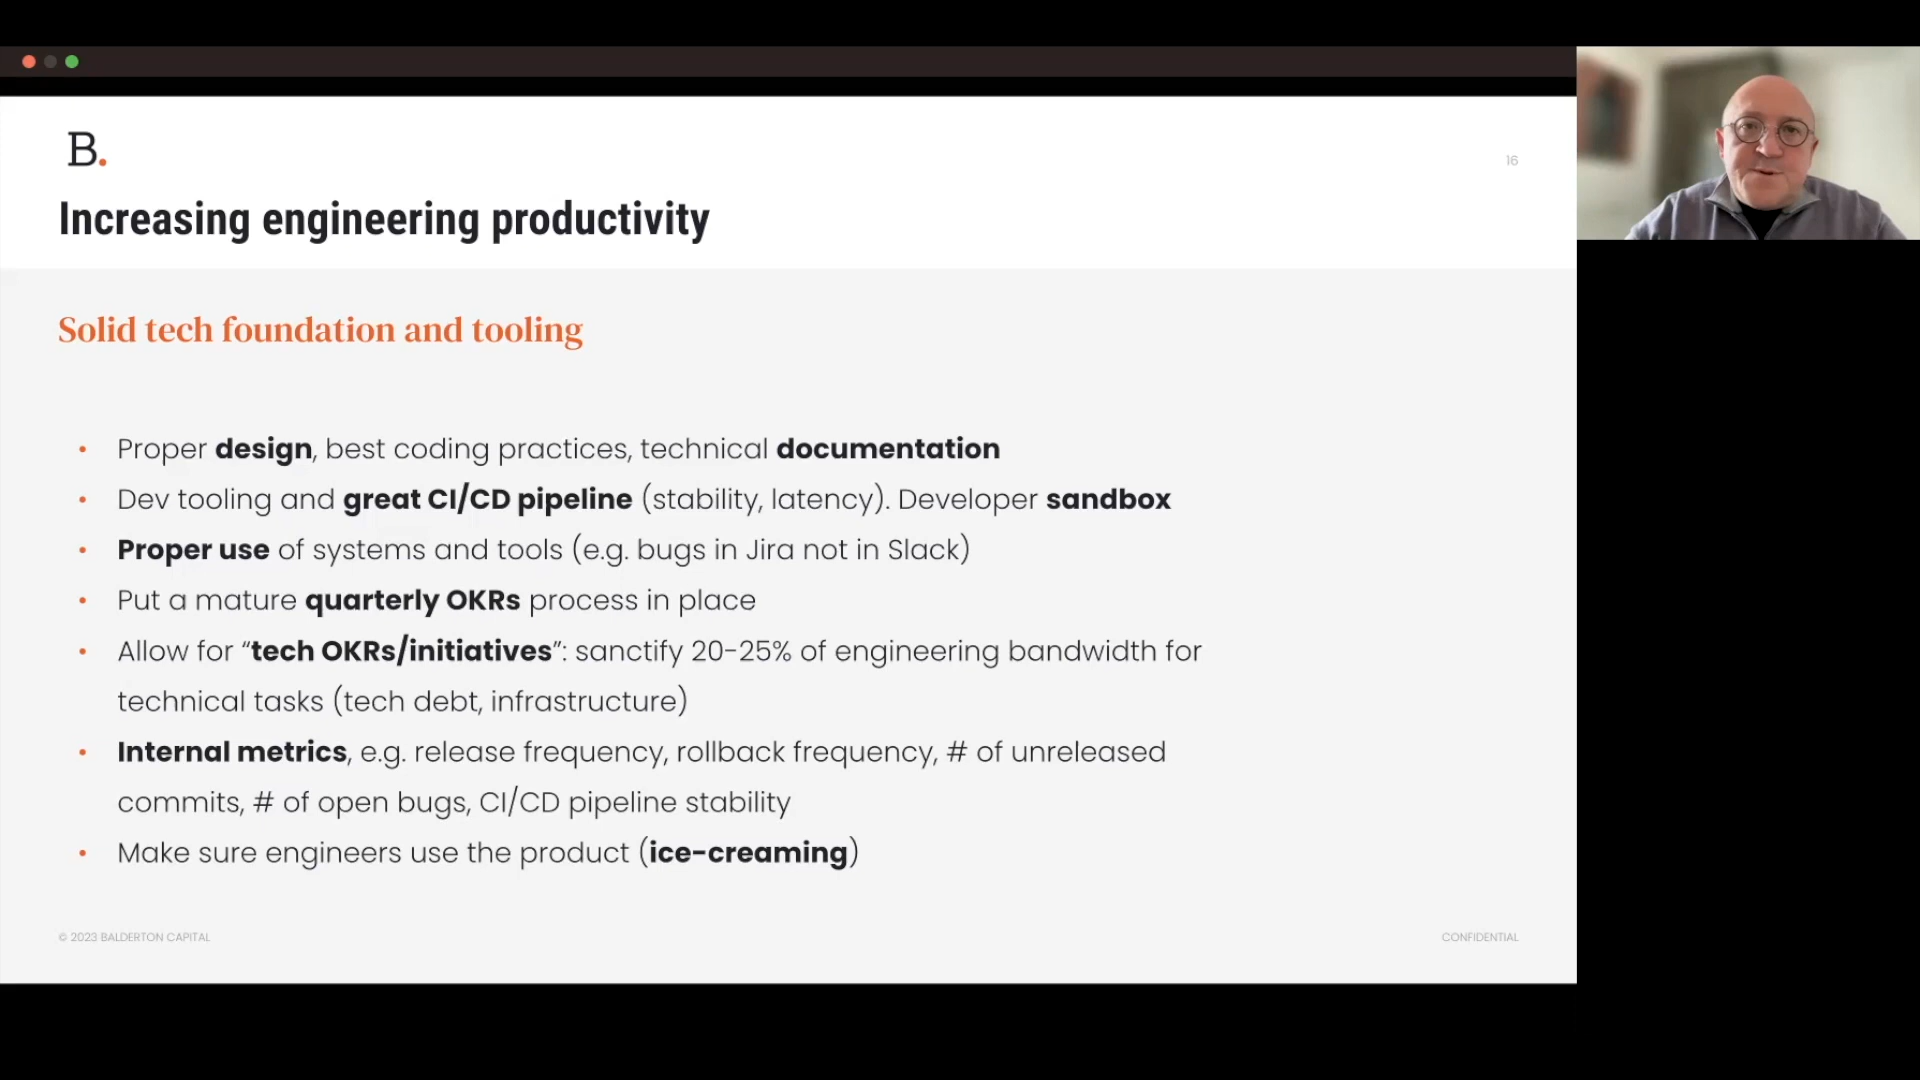 B.
16
Increasing engineering productivity
Solid tech foundation and tooling
• Proper design, best coding practices, technical documentation
• Dev tooling and great CI/CD pipeline (stability, latency). Developer sandbox
• Proper use of systems and tools (e.g. bugs in Jira not in Slack)
• Put a mature quarterly OKRs process in place
• Allow for “tech OKRs/initiatives”: sanctify 20-25% of engineering bandwidth for
technical tasks (tech debt, infrastructure)
• Internal metrics, e.g. release frequency, rollback frequency, # of unreleased
commits, # of open bugs, CI/CD pipeline stability
• Make sure engineers use the product (ice-creaming)
© 2023 BALDERTON CAPITAL
CONFIDENTIAL